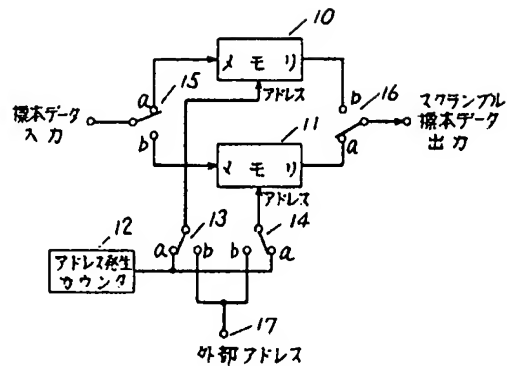 10
メモリ
アドレス
15
a
b
標本データ
入力
b
16
a
スクランブル
標本データ
出力
11
メモリ
アドレス
12
アドレス発生
カウンタ
13
a
b
14
b
a
17
外部アドレス